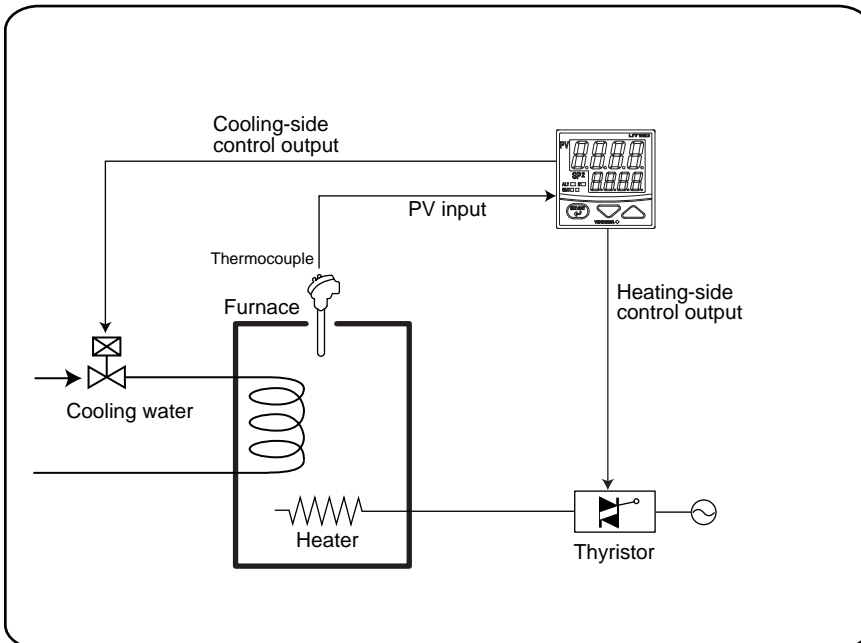 Cooling-side
control output
PV
SP2
PV input
Thermocouple
Furnace
Heating-side
control output
Cooling water
Heater
Thyristor